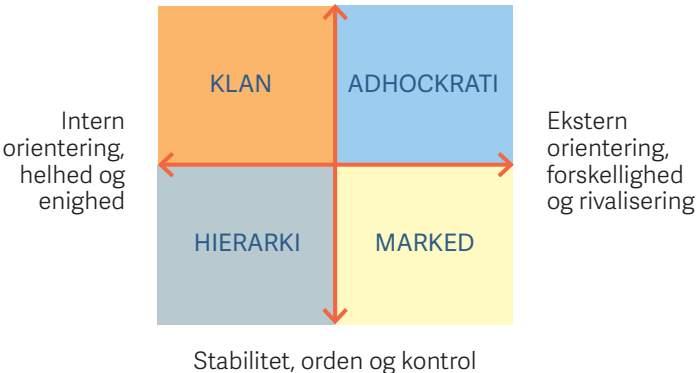 KLAN
ADHOCKRATI
Intern
orientering,
helhed og
enighed
Ekstern
orientering,
forskellighed
og rivalisering
HIERARKI
MARKED
Stabilitet, orden og kontrol